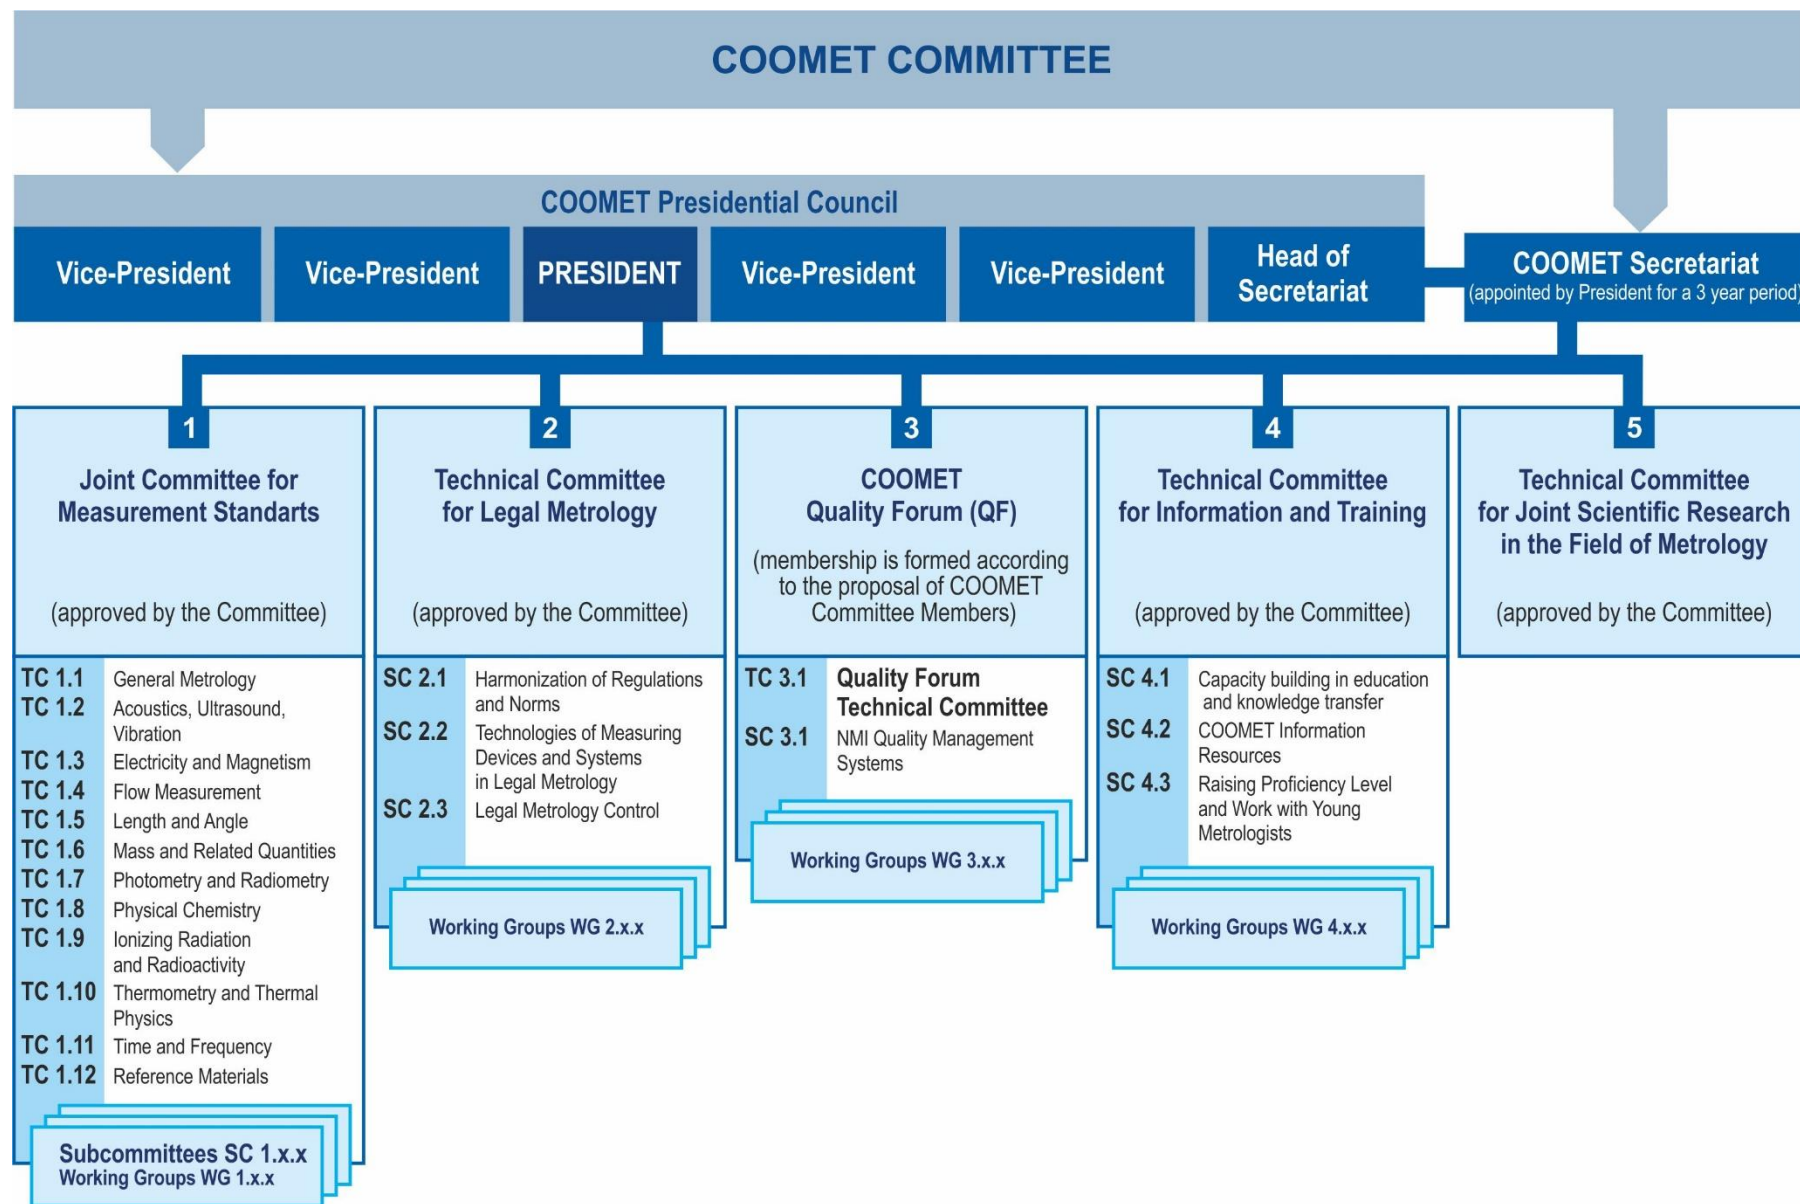 COOMET COMMITTEE
COOMET Presidential Council
Vice-President
Vice-President
PRESIDENT
Vice-President
Vice-President
Head of
Secretariat
COOMET Secretariat
(appointed by President for a 3 year period)
1
Joint Committee for
Measurement Standarts
(approved by the Committee)
TC 1.1 General Metrology
TC 1.2 Acoustics, Ultrasound,
Vibration
TC 1.3 Electricity and Magnetism
TC 1.4 Flow Measurement
TC 1.5 Length and Angle
TC 1.6 Mass and Related Quantities
TC 1.7 Photometry and Radiometry
TC 1.8 Physical Chemistry
TC 1.9 Ionizing Radiation
and Radioactivity
TC 1.10 Thermometry and Thermal
Physics
TC 1.11 Time and Frequency
TC 1.12 Reference Materials
Subcommittees SC 1.x.x
Working Groups WG 1.x.x
2
Technical Committee
for Legal Metrology
(approved by the Committee)
SC 2.1 Harmonization of Regulations
and Norms
SC 2.2 Technologies of Measuring
Devices and Systems
in Legal Metrology
SC 2.3 Legal Metrology Control
Working Groups WG 2.x.x
3
COOMET
Quality Forum (QF)
(membership is formed according
to the proposal of COOMET
Committee Members)
TC 3.1 Quality Forum
Technical Committee
SC 3.1 NMI Quality Management
Systems
Working Groups WG 3.x.x
4
Technical Committee
for Information and Training
(approved by the Committee)
SC 4.1 Capacity building in education
and knowledge transfer
SC 4.2 COOMET Information
Resources
SC 4.3 Raising Proficiency Level
and Work with Young
Metrologists
Working Groups WG 4.x.x
5
Technical Committee
for Joint Scientific Research
in the Field of Metrology
(approved by the Committee)